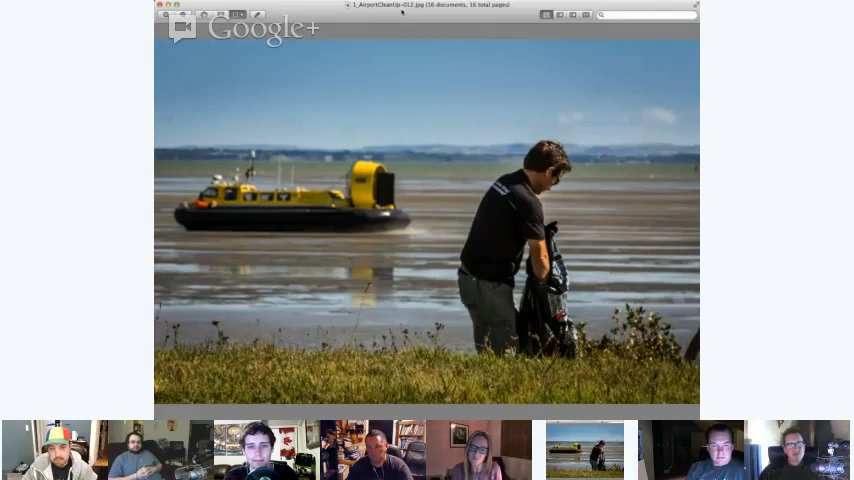 1_AirportCleanUp-012.jpg (16 documents, 16 total pages)
Google+